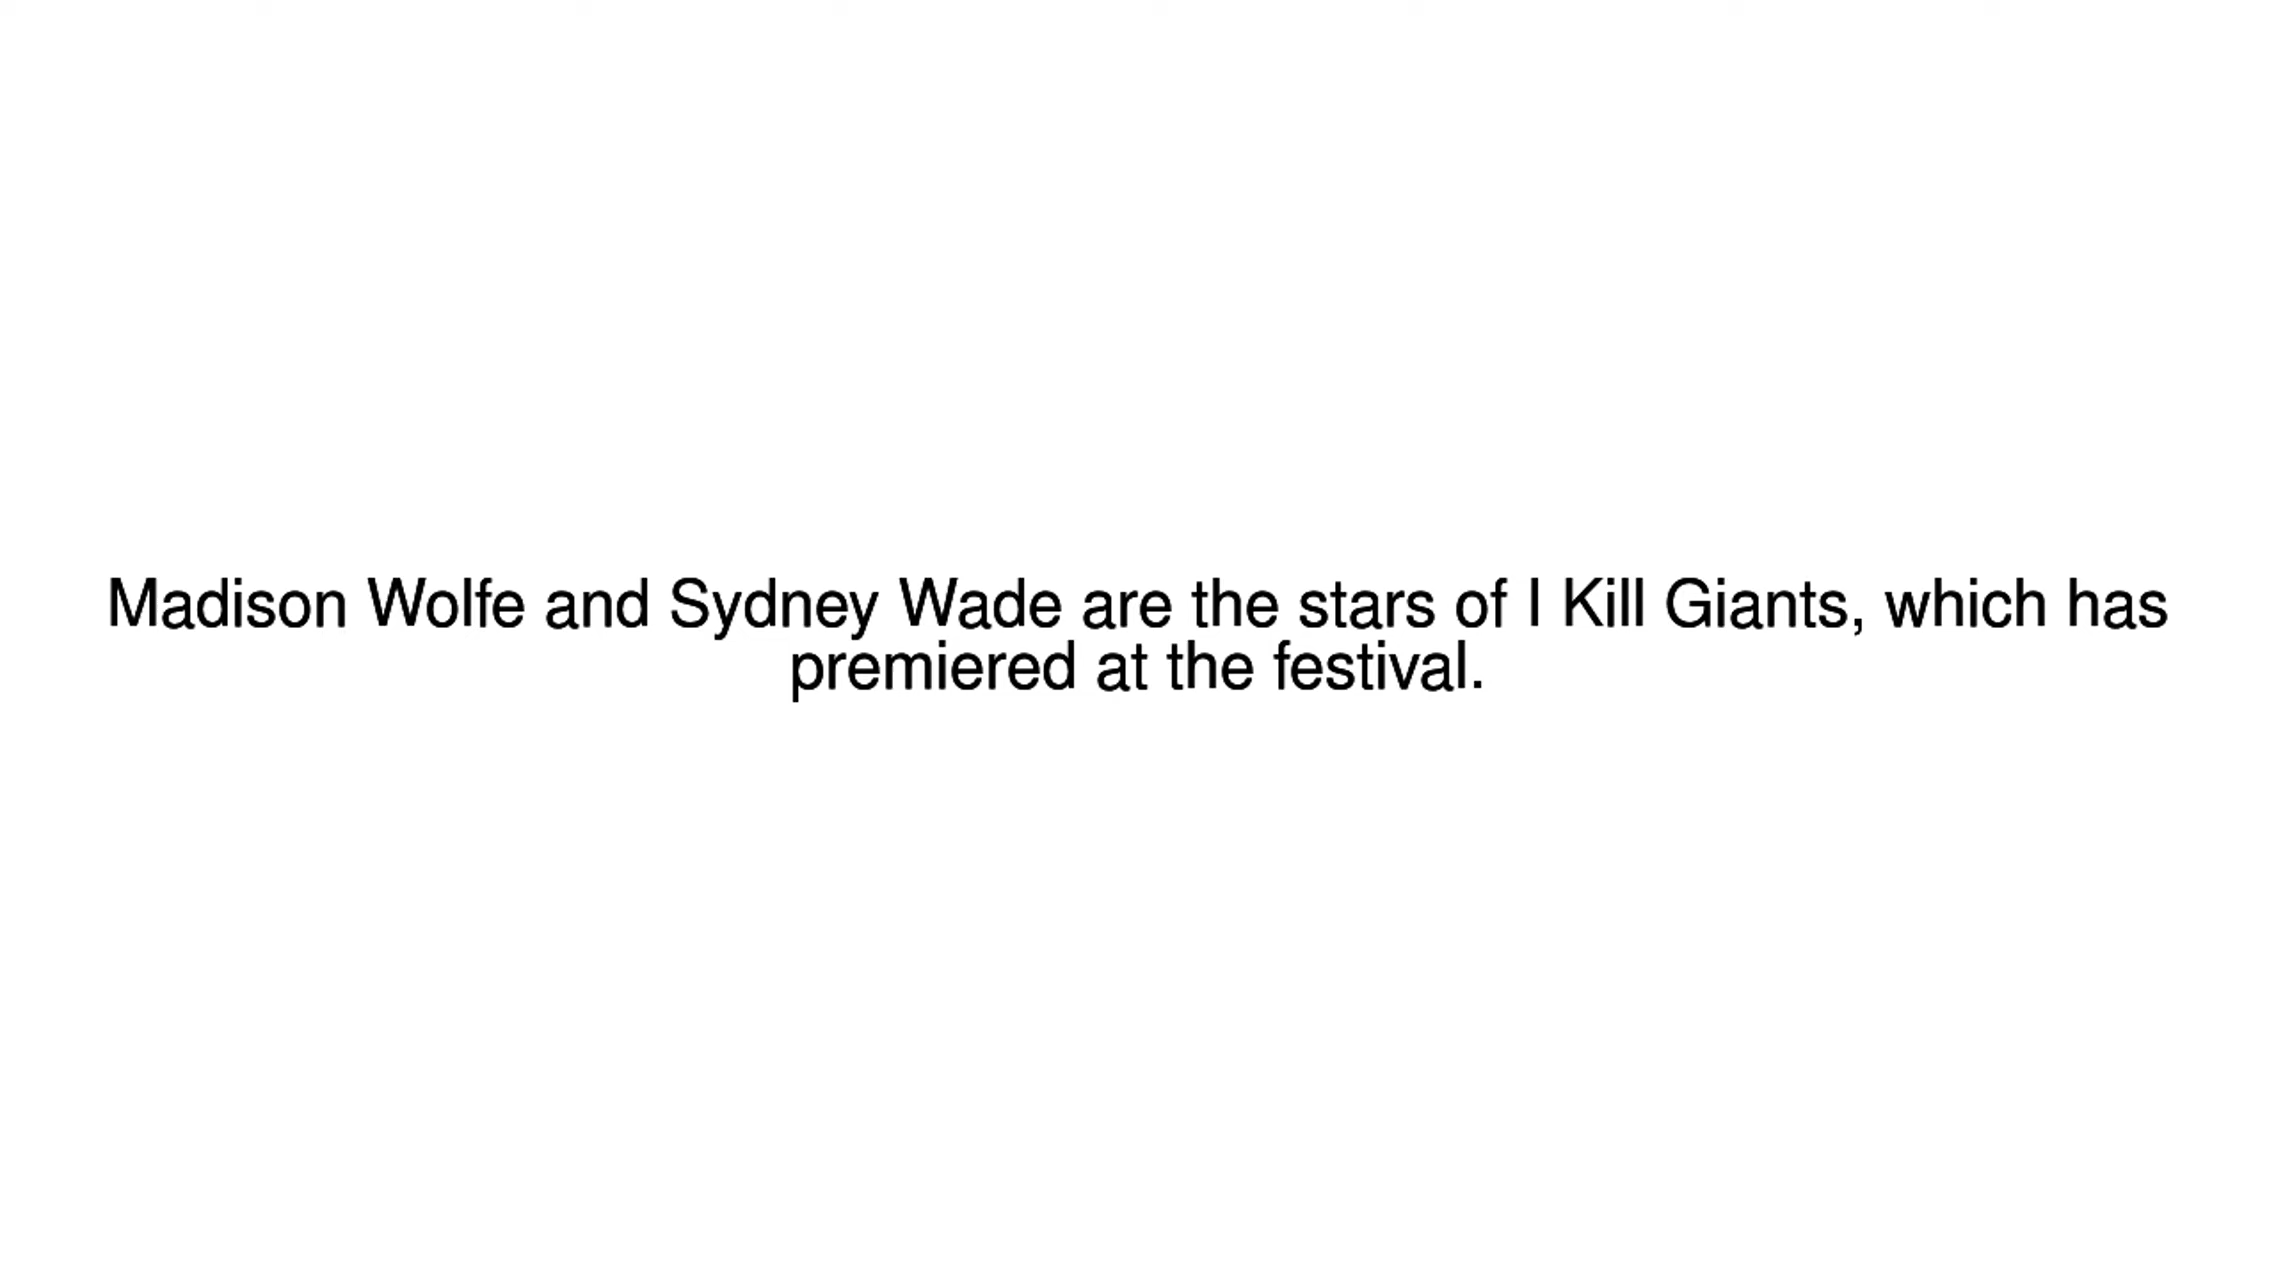 Madison Wolfe and Sydney Wade are the stars of I Kill Giants, which has
premiered at the festival.